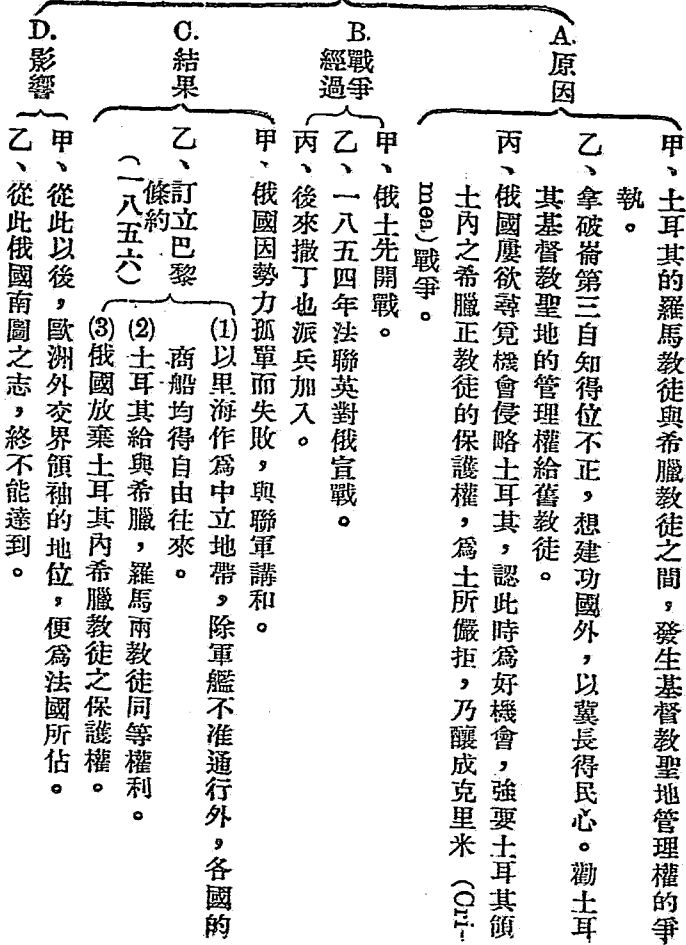 A.原因
甲、土耳其的羅馬教徒與希臘教徒之間，發生基督教聖地管理權的爭
執。
乙、拿破崙第三自知得位不正，想建功國外，以冀長得民心。勸土耳
其基督教聖地的管理權給舊教徒。
丙、俄國屢欲尋覓機會侵略土耳其，認此時爲好機會，強要土耳其領
土內之希臘正教徒的保護權，爲土所儼拒，乃釀成克里米 (Cri-
mea)戰爭。
B.戰爭
經過
甲、俄土先開戰。
乙、一八五四年法聯英對俄宣戰。
丙、後來撒丁也派兵加入。
C.結果
甲、俄國因勢力孤單而失敗，與聯軍講和。
乙、訂立巴黎
條約
(一八五六)
(1)以里海作爲中立地帶，除軍艦不准通行外，各國的
商船均得自由往來。
(2)土耳其給與希臘，羅馬兩教徒同等權利。
(3)俄國放棄土耳其內希臘教徒之保護權。
D.影響
甲、從此以後，歐洲外交界領袖的地位，便爲法國所佔。
乙、從此俄國南圖之志，終不能達到。